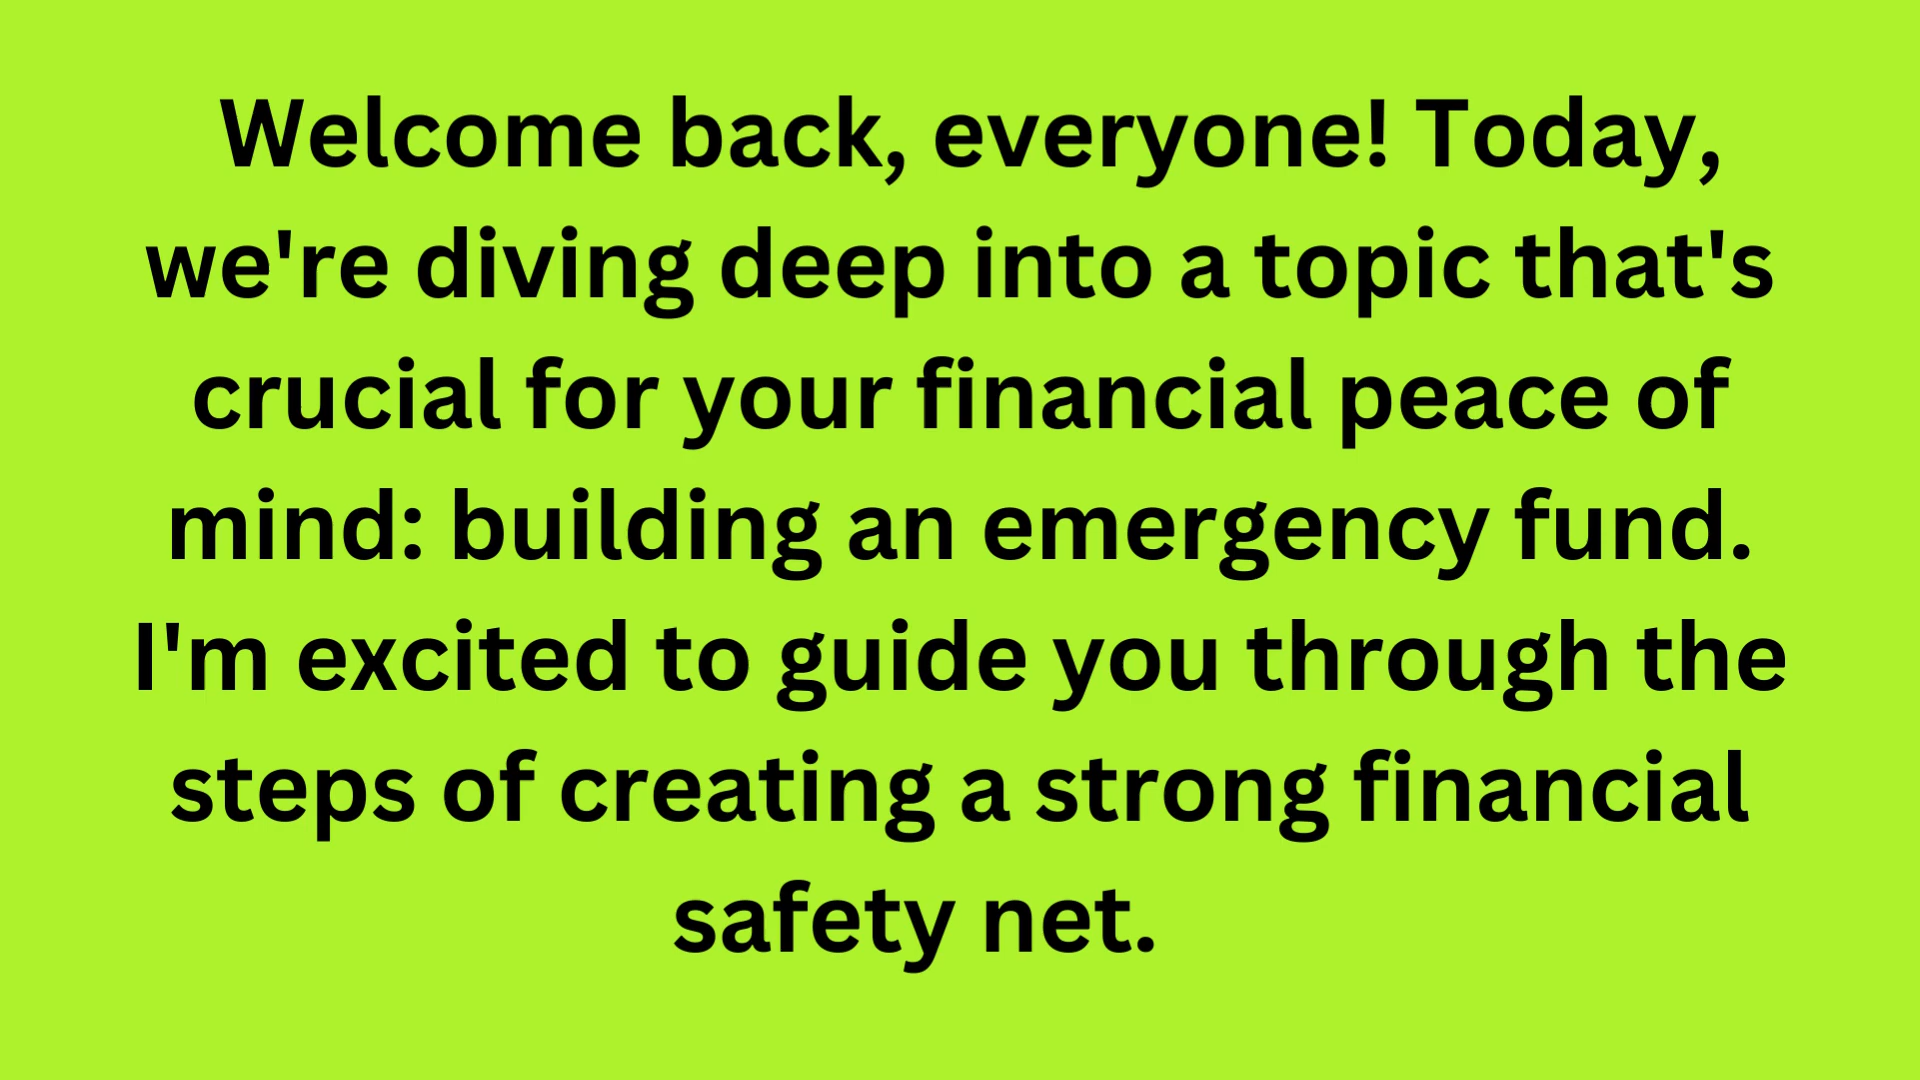 Welcome back, everyone! Today,
we're diving deep into a topic that's
crucial for your financial peace of
mind: building an emergency fund.
I'm excited to guide you through the
steps of creating a strong financial
safety net.